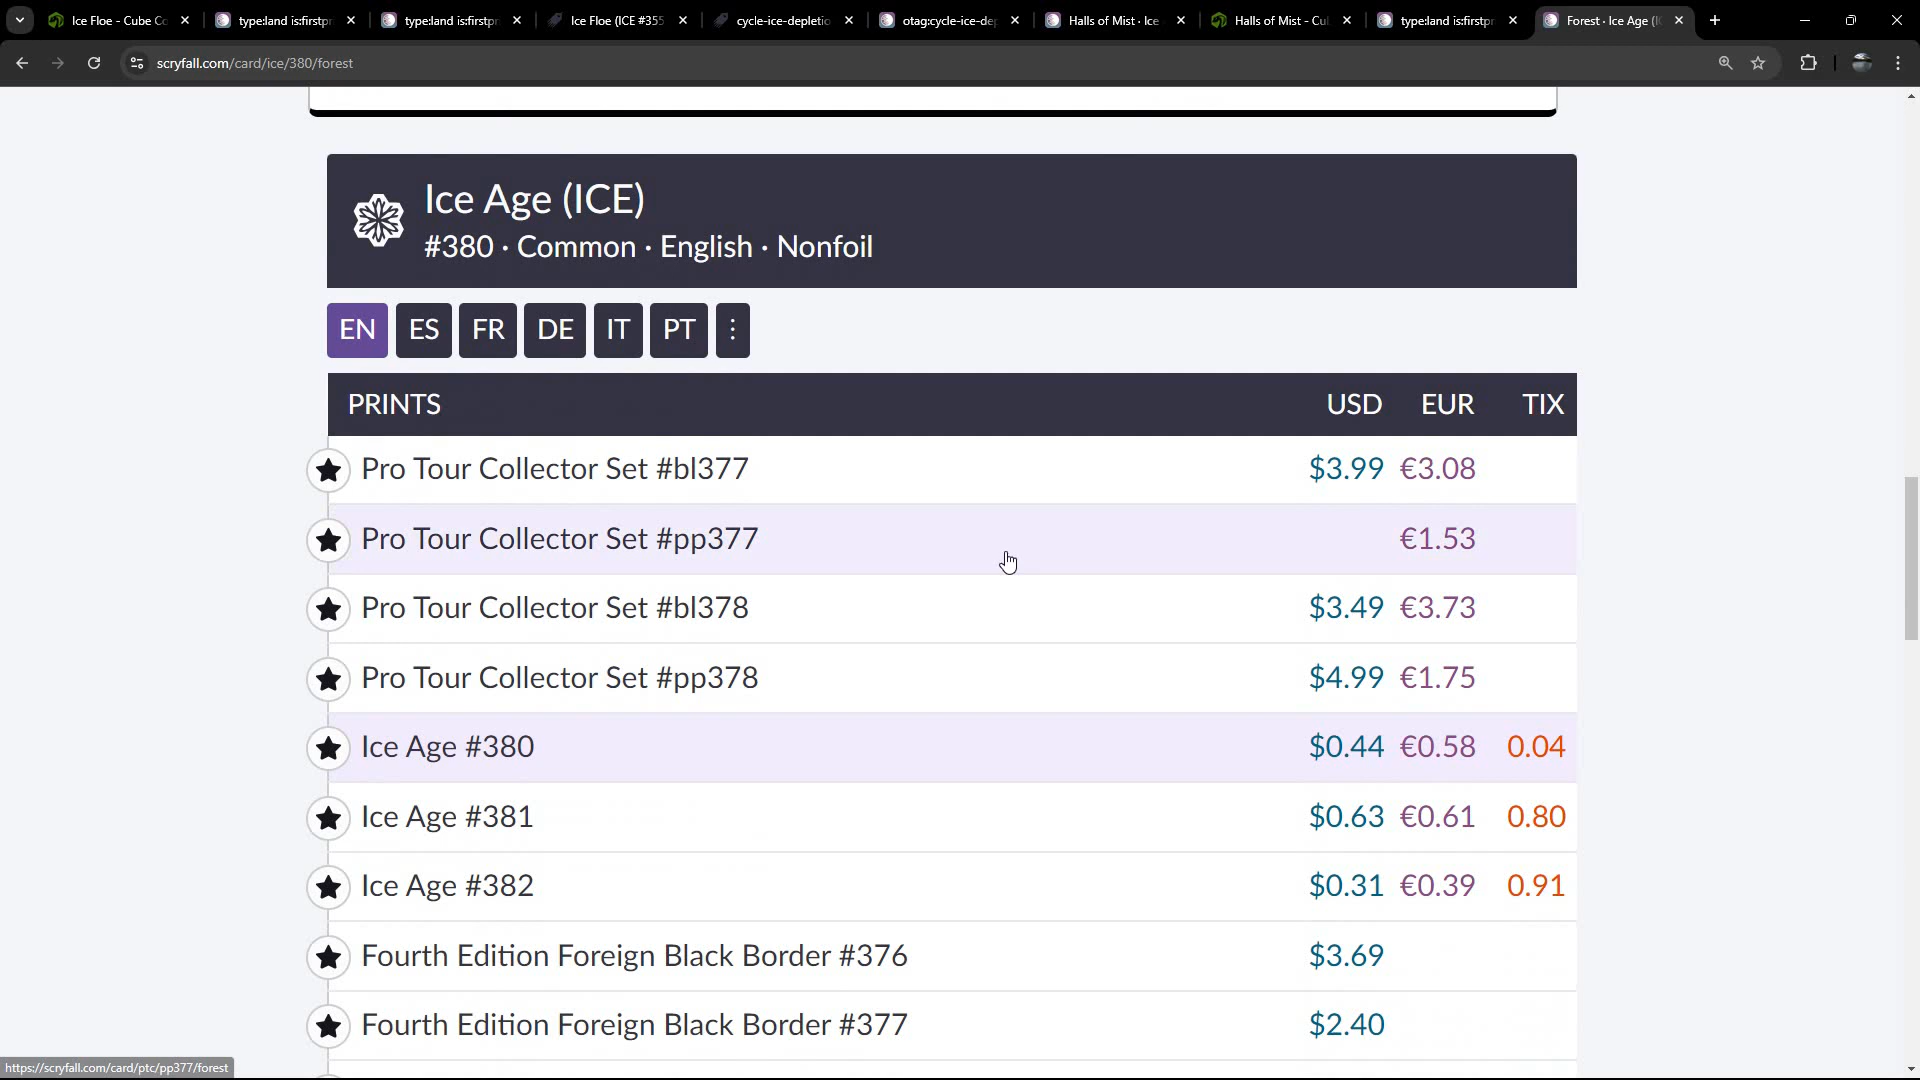 Ice Floe - Cube Co
type:land is:firstpr
type:land is:firstpr
Ice Floe (ICE #355
cycle-ice-depletio
otag:cycle-ice-dep
Halls of Mist · Ice
Halls of Mist - Cu
type:land is:firstpr
Forest · Ice Age (I
scryfall.com/card/ice/380/forest
Ice Age (ICE)
#380 · Common · English · Nonfoil
EN ES FR DE IT PT
PRINTS USD EUR TIX
Pro Tour Collector Set #bl377 $3.99 €3.08
Pro Tour Collector Set #pp377 €1.53
Pro Tour Collector Set #bl378 $3.49 €3.73
Pro Tour Collector Set #pp378 $4.99 €1.75
Ice Age #380 $0.44 €0.58 0.04
Ice Age #381 $0.63 €0.61 0.80
Ice Age #382 $0.31 €0.39 0.91
Fourth Edition Foreign Black Border #376 $3.69
Fourth Edition Foreign Black Border #377 $2.40
https://scryfall.com/card/ptc/pp377/forest